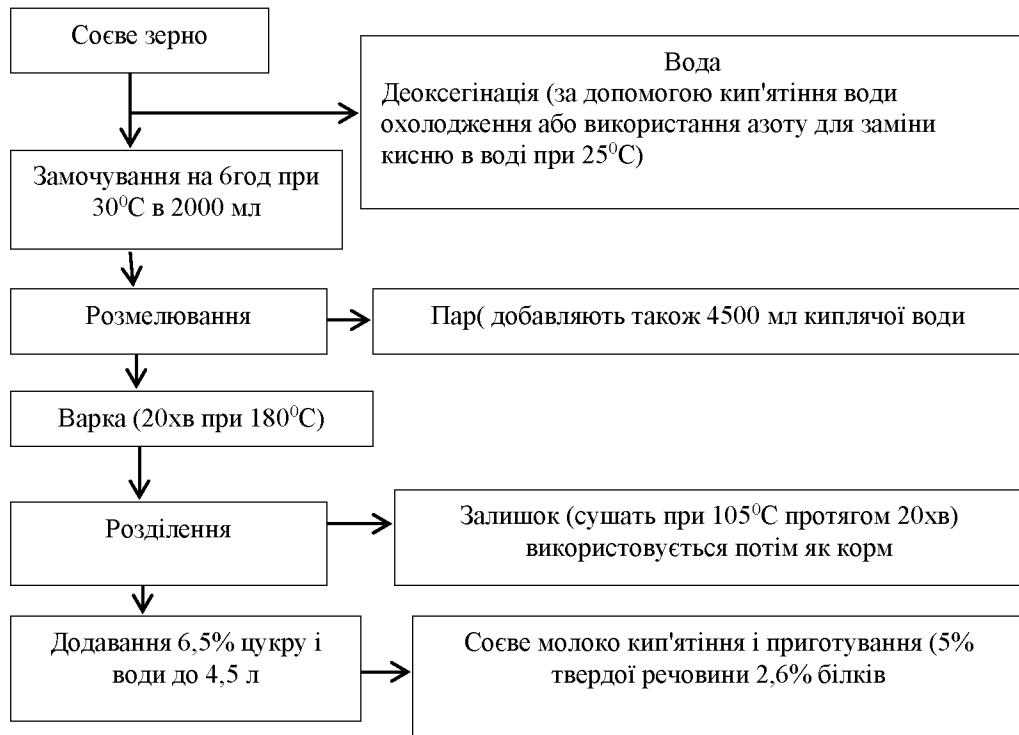 Соєве зерно
Вода
Деоксегінація (за допомогою кип'ятіння води
охолодження або використання азоту для заміни
кисню в воді при 25⁰С)
Замочування на 6год при
30⁰С в 2000 мл
Розмелювання
Пар( добавляють також 4500 мл киплячої води
Варка (20хв при 180⁰С)
Розділення
Залишок (сушать при 105⁰С протягом 20хв)
використовується потім як корм
Додавання 6,5% цукру і
води до 4,5 л
Соєве молоко кип'ятіння і приготування (5%
твердої речовини 2,6% білків